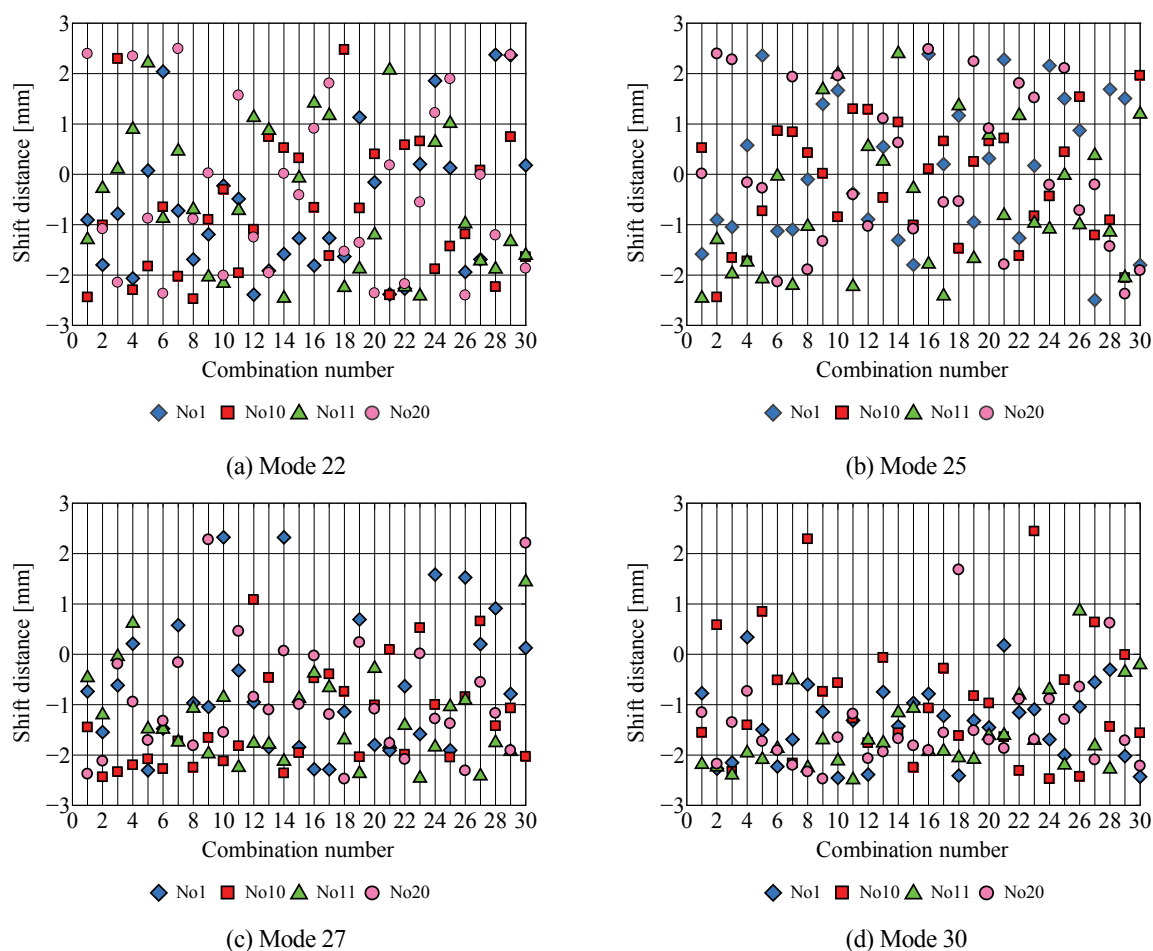 3
2
1
0
−1
−2
−3
Shift distance [mm]
0 2 4 6 8 10 12 14 16 18 20 22 24 26 28 30
Combination number
No1 No10 No11 No20
(a) Mode 22
3
2
1
0
−1
−2
−3
Shift distance [mm]
0 2 4 6 8 10 12 14 16 18 20 22 24 26 28 30
Combination number
No1 No10 No11 No20
(b) Mode 25
3
2
1
0
−1
−2
−3
Shift distance [mm]
0 2 4 6 8 10 12 14 16 18 20 22 24 26 28 30
Combination number
No1 No10 No11 No20
(c) Mode 27
3
2
1
0
−1
−2
−3
Shift distance [mm]
0 2 4 6 8 10 12 14 16 18 20 22 24 26 28 30
Combination number
No1 No10 No11 No20
(d) Mode 30